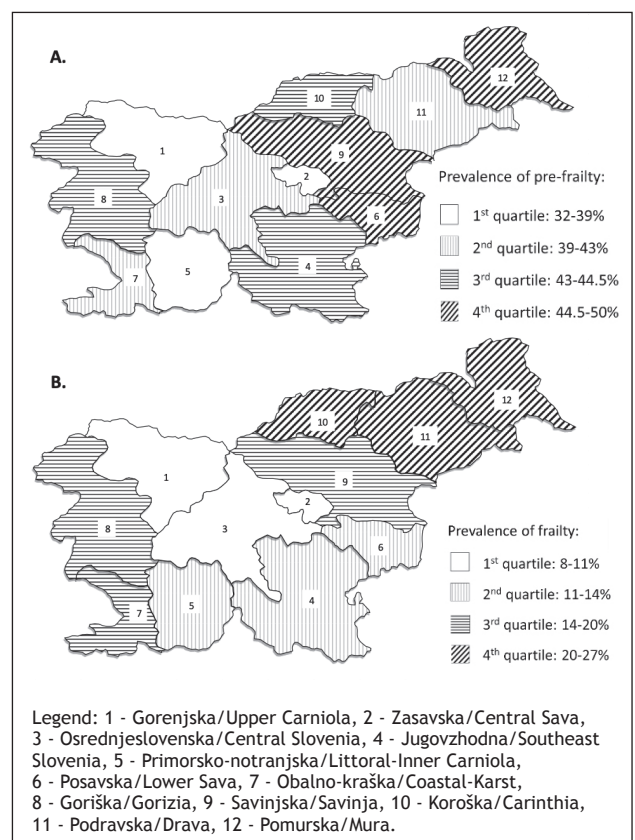 A.
12
10
11
1
9
2
8
3
6
7
5
4
Prevalence of pre-frailty:
1st quartile: 32-39%
2nd quartile: 39-43%
3rd quartile: 43-44.5%
4th quartile: 44.5-50%
B.
12
10
11
1
9
2
8
3
6
7
5
4
Prevalence of frailty:
1st quartile: 8-11%
2nd quartile: 11-14%
3rd quartile: 14-20%
4th quartile: 20-27%
Legend: 1 - Gorenjska/Upper Carniola, 2 - Zasavska/Central Sava,
3 - Osrednjeslovenska/Central Slovenia, 4 - Jugovzhodna/Southeast
Slovenia, 5 - Primorsko-notranjska/Littoral-Inner Carniola,
6 - Posavska/Lower Sava, 7 - Obalno-kraška/Coastal-Karst,
8 - Goriška/Gorizia, 9 - Savinjska/Savinja, 10 - Koroška/Carinthia,
11 - Podravska/Drava, 12 - Pomurska/Mura.